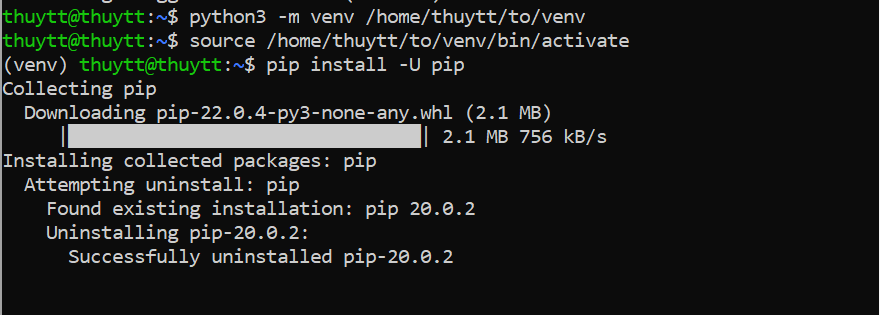 thuytt@thuytt:~$ python3 -m venv /home/thuytt/to/venv
thuytt@thuytt:~$ source /home/thuytt/to/venv/bin/activate
(venv) thuytt@thuytt:~$ pip install -U pip
Collecting pip
  Downloading pip-22.0.4-py3-none-any.whl (2.1 MB)
     |████████████████████████████████| 2.1 MB 756 kB/s
Installing collected packages: pip
  Attempting uninstall: pip
    Found existing installation: pip 20.0.2
    Uninstalling pip-20.0.2:
      Successfully uninstalled pip-20.0.2